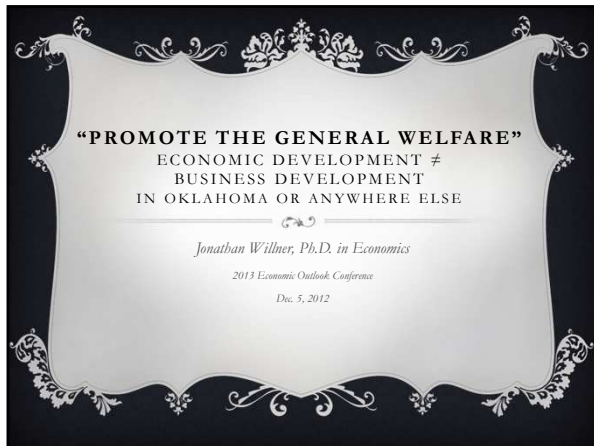 “PROMOTE THE GENERAL WELFARE”
ECONOMIC DEVELOPMENT ≠
BUSINESS DEVELOPMENT
IN OKLAHOMA OR ANYWHERE ELSE
Jonathan Willner, Ph.D. in Economics
2013 Economic Outlook Conference
Dec. 5, 2012